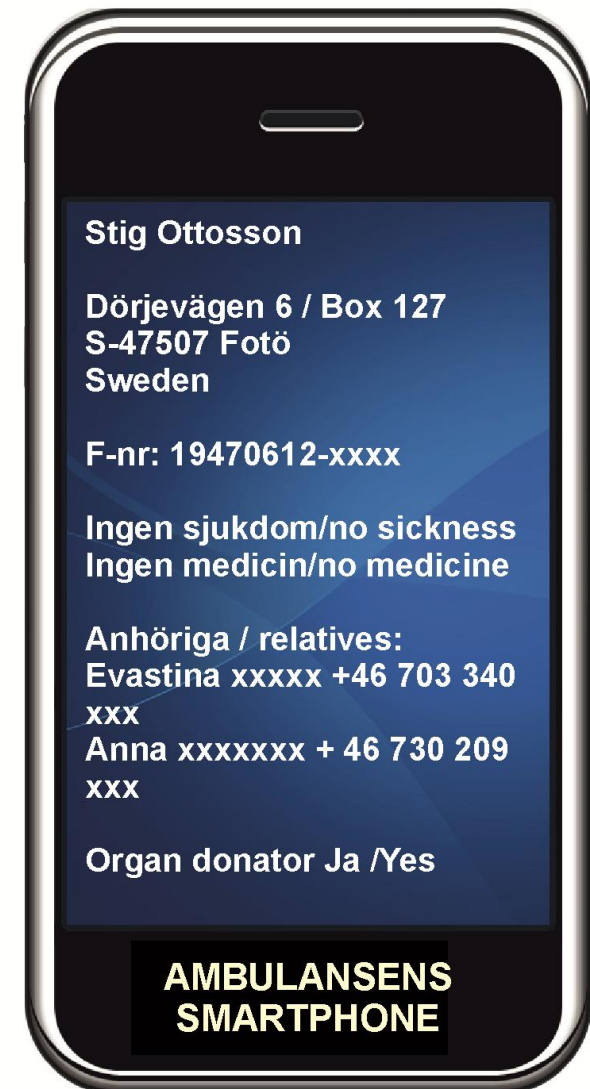 Stig Ottosson
Dörjevägen 6 / Box 127
S-47507 Fotö
Sweden
F-nr: 19470612-xxxx
Ingen sjukdom/no sickness
Ingen medicin/no medicine
Anhöriga / relatives:
Evastina xxxxx +46 703 340
xxx
Anna xxxxxxx + 46 730 209
xxx
Organ donator Ja /Yes
AMBULANSENS
SMARTPHONE